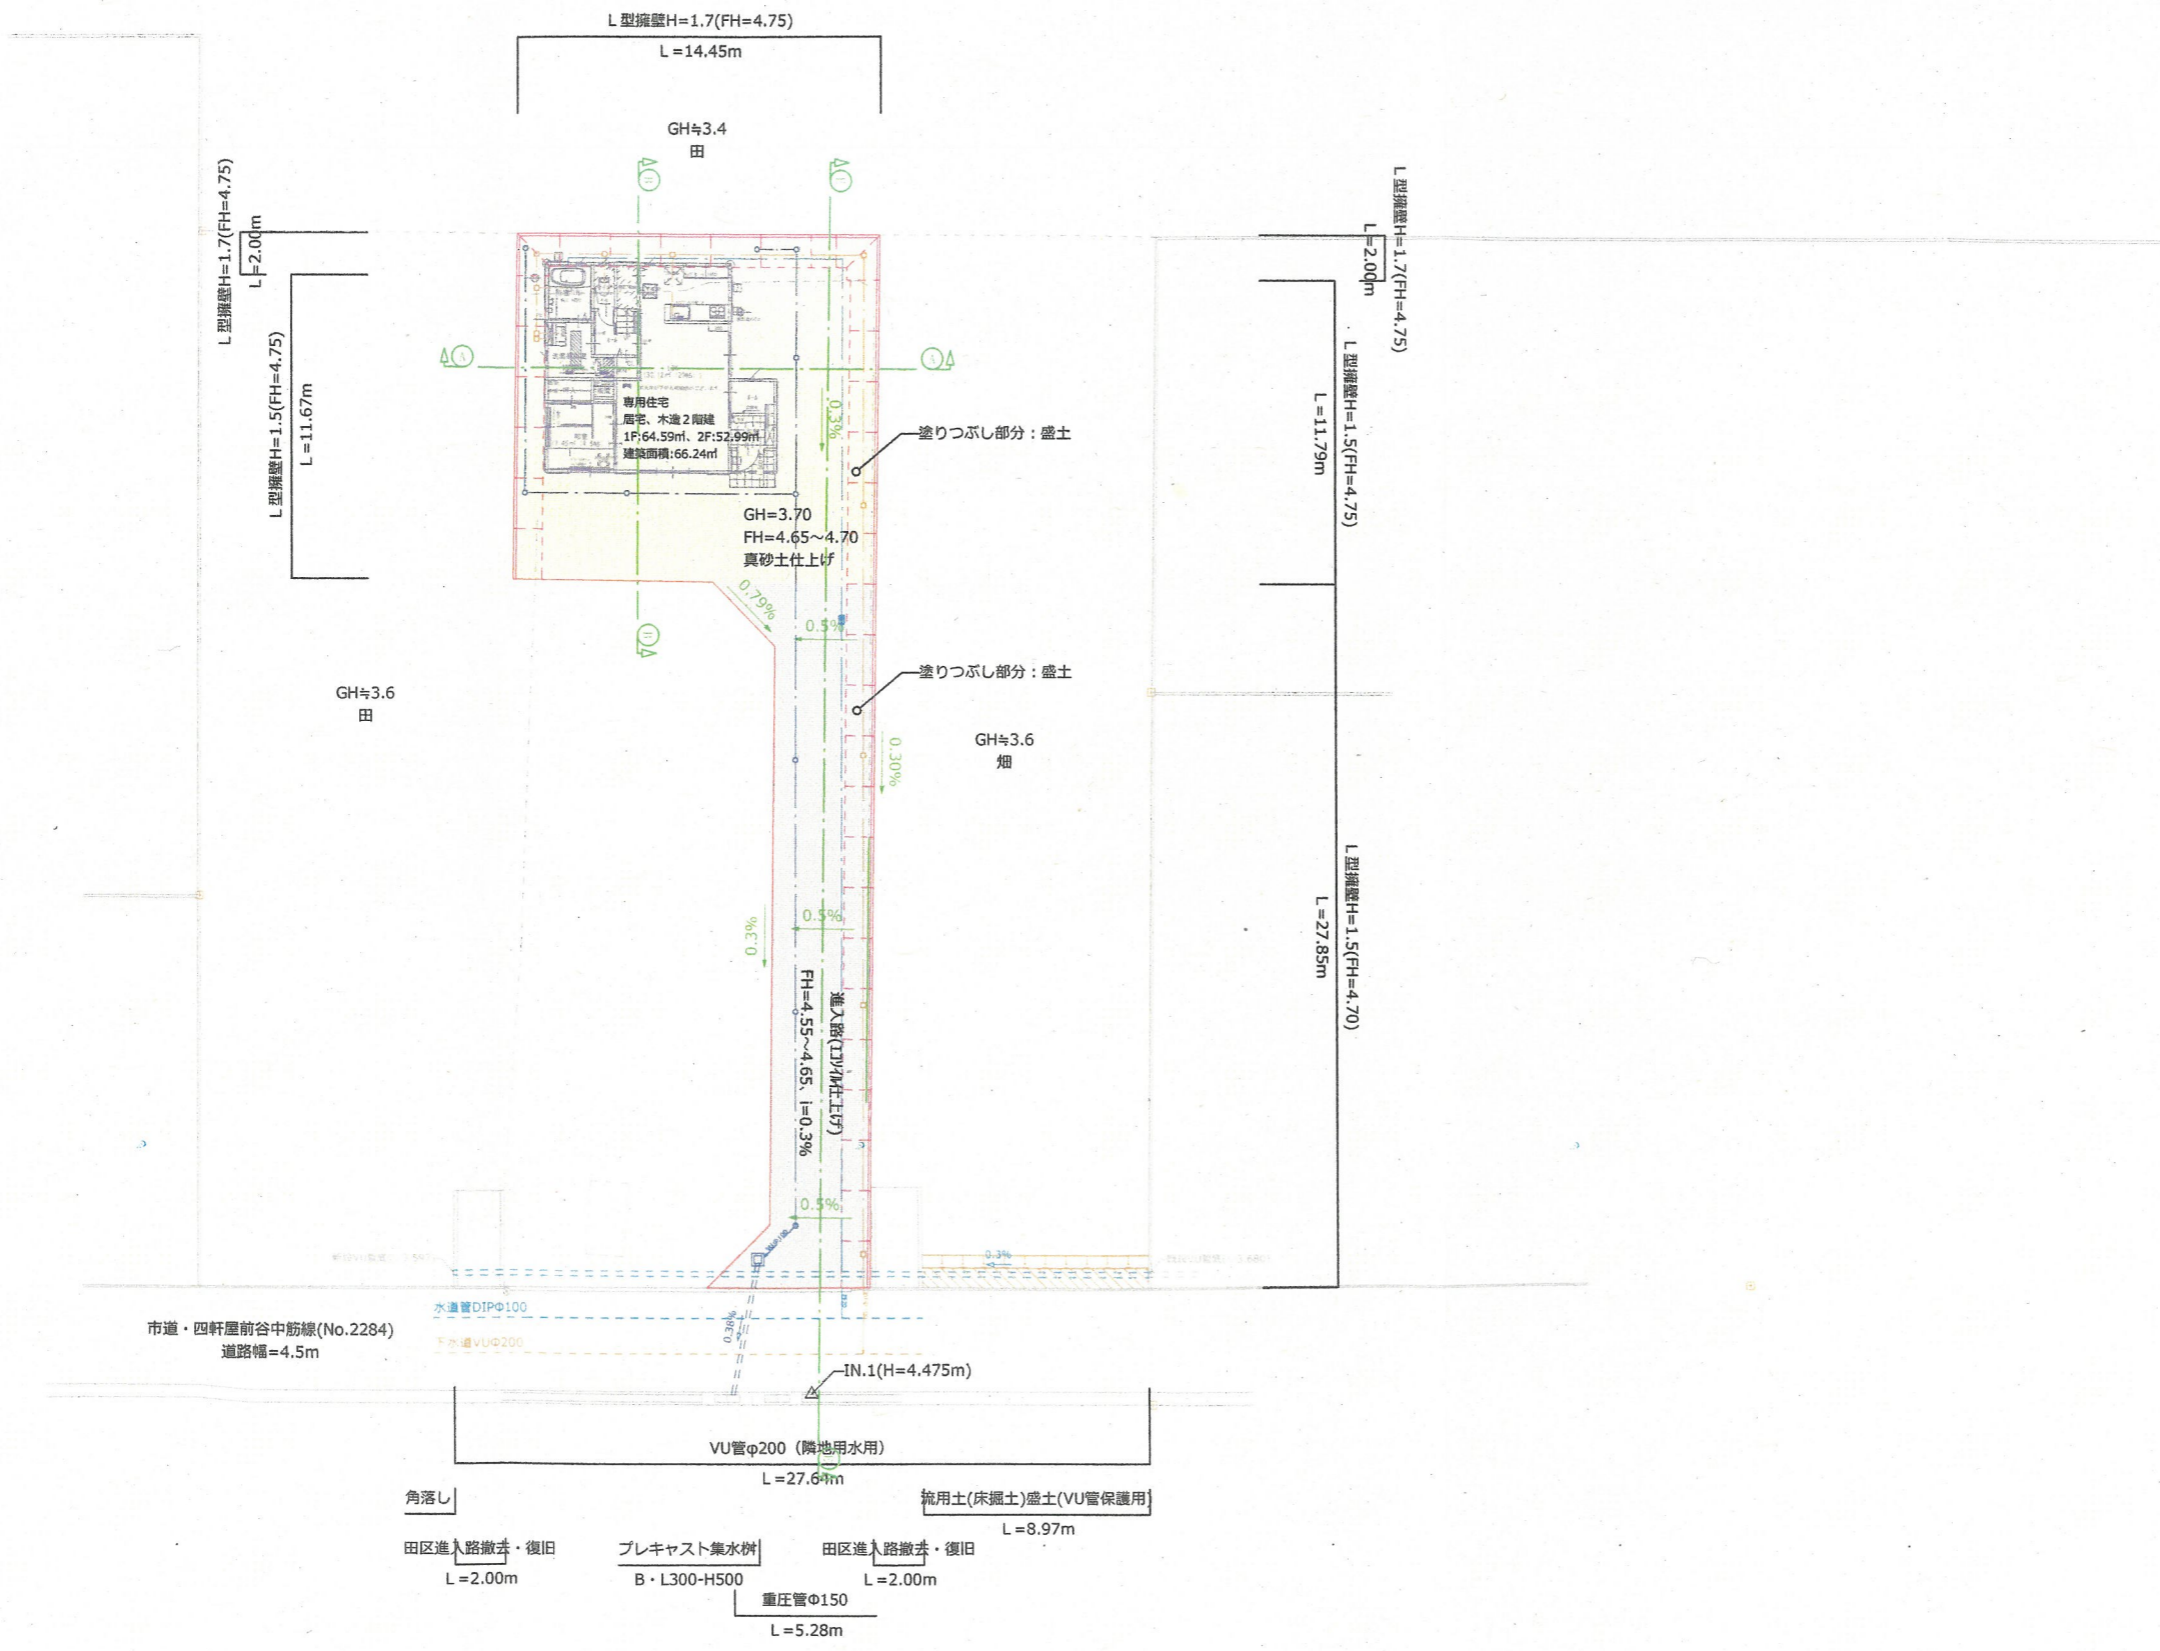 L型擁壁H=1.7(FH=4.75)
L=14.45m
GH≒3.4
田
L型擁壁H=1.7(FH=4.75)
L=2.00m
L型擁壁H=1.5(FH=4.75)
L=11.67m
L型擁壁H=1.7(FH=4.75)
L=2.00m
L型擁壁H=1.5(FH=4.75)
L=11.79m
A
A
専用住宅
居宅、木造2階建
1F:64.59㎡、2F:52.99㎡
建築面積:66.24㎡
0.3%
塗りつぶし部分：盛土
GH=3.70
FH=4.65～4.70
真砂土仕上げ
0.79%
0.5%
塗りつぶし部分：盛土
GH≒3.6
田
GH≒3.6
畑
0.30%
0.3%
0.5%
進入路(ｴｺｿｲﾙ仕上げ)
FH=4.55～4.65、i=0.3%
L型擁壁H=1.5(FH=4.70)
L=27.85m
0.5%
0.3%
水道管DIPΦ100
下水道VUΦ200
0.38%
市道・四軒屋前谷中筋線(No.2284)
道路幅=4.5m
IN.1(H=4.475m)
VU管φ200（隣地用水用）
L=27.64m
角落し
流用土(床掘土)盛土(VU管保護用)
L=8.97m
田区進入路撤去・復旧
L=2.00m
プレキャスト集水桝
B・L300-H500
田区進入路撤去・復旧
L=2.00m
重圧管Φ150
L=5.28m